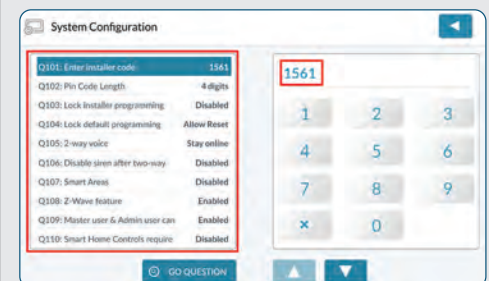 System Configuration
Q101: Enter installer code 1561
Q102: Pin Code Length 4 digits
Q103: Lock Installer programming Disabled
Q104: Lock default programming Allow Reset
Q105: 2-way voice Stay online
Q106: Disable siren after two-way Disabled
Q107: Smart Areas Disabled
Q108: Z-Wave feature Enabled
Q109: Master user & Admin user can Enabled
Q110: Smart Home Controls require Disabled
GO QUESTION
1561
1 2 3
4 5 6
7 8 9
× 0